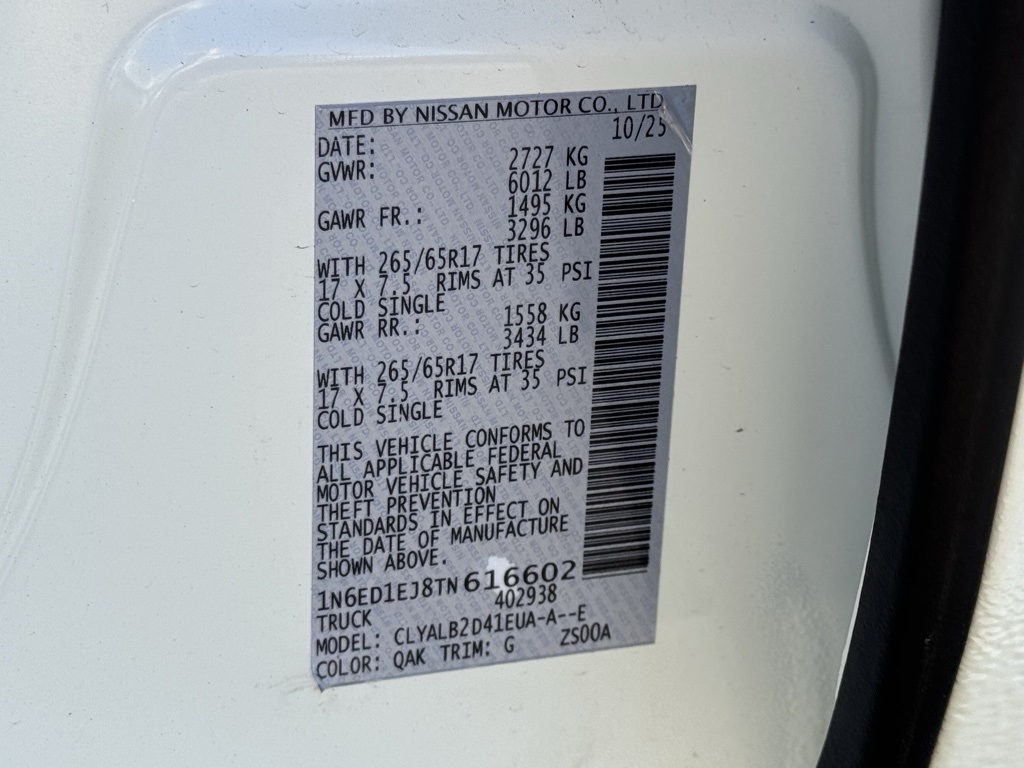 MFD BY NISSAN MOTOR CO., LTD
DATE: 10/25
GVWR: 2727 KG
6012 LB
GAWR FR.: 1495 KG
3296 LB
WITH 265/65R17 TIRES
17 X 7.5 RIMS AT 35 PSI
COLD SINGLE
GAWR RR.: 1558 KG
3434 LB
WITH 265/65R17 TIRES
17 X 7.5 RIMS AT 35 PSI
COLD SINGLE
THIS VEHICLE CONFORMS TO
ALL APPLICABLE FEDERAL
MOTOR VEHICLE SAFETY AND
THEFT PREVENTION
STANDARDS IN EFFECT ON
THE DATE OF MANUFACTURE
SHOWN ABOVE.
1N6ED1EJ8TN616602
TRUCK 402938
MODEL: CLYALB2D41EUA-A--E
COLOR: QAK TRIM: G ZS00A